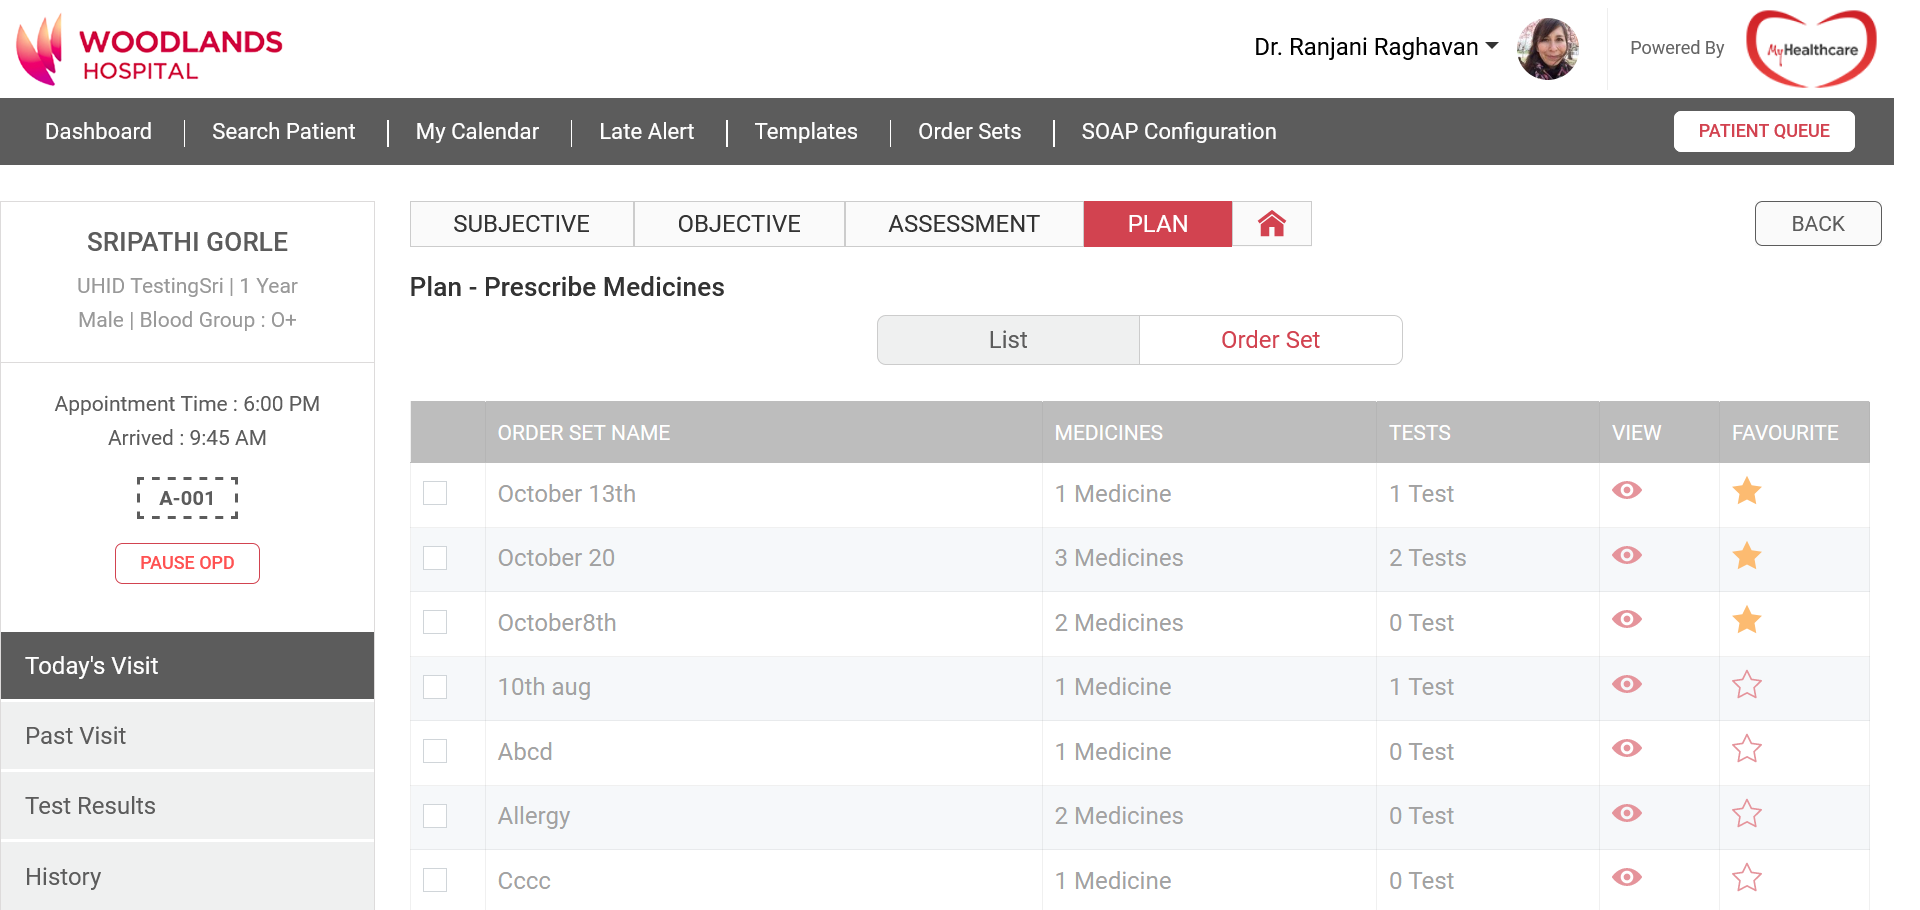 WOODLANDS
HOSPITAL
Dr. Ranjani Raghavan
Powered By
MyHealthcare
Dashboard
Search Patient
My Calendar
Late Alert
Templates
Order Sets
SOAP Configuration
PATIENT QUEUE
SRIPATHI GORLE
UHID TestingSri | 1 Year
Male | Blood Group : O+
Appointment Time : 6:00 PM
Arrived : 9:45 AM
A-001
PAUSE OPD
Today's Visit
Past Visit
Test Results
History
SUBJECTIVE
OBJECTIVE
ASSESSMENT
PLAN
BACK
Plan - Prescribe Medicines
List
Order Set
ORDER SET NAME MEDICINES TESTS VIEW FAVOURITE
October 13th 1 Medicine 1 Test
October 20 3 Medicines 2 Tests
October8th 2 Medicines 0 Test
10th aug 1 Medicine 1 Test
Abcd 1 Medicine 0 Test
Allergy 2 Medicines 0 Test
Cccc 1 Medicine 0 Test